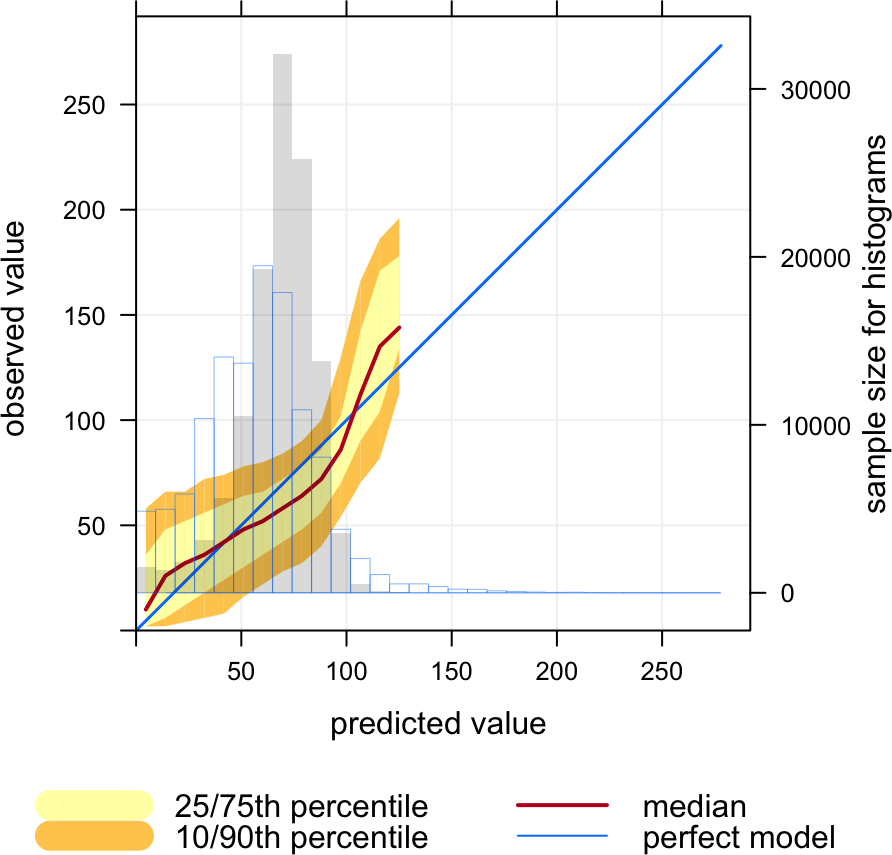 250
200
150
100
50
observed value
30000
20000
10000
0
sample size for histograms
50 100 150 200 250
predicted value
25/75th percentile median
10/90th percentile perfect model